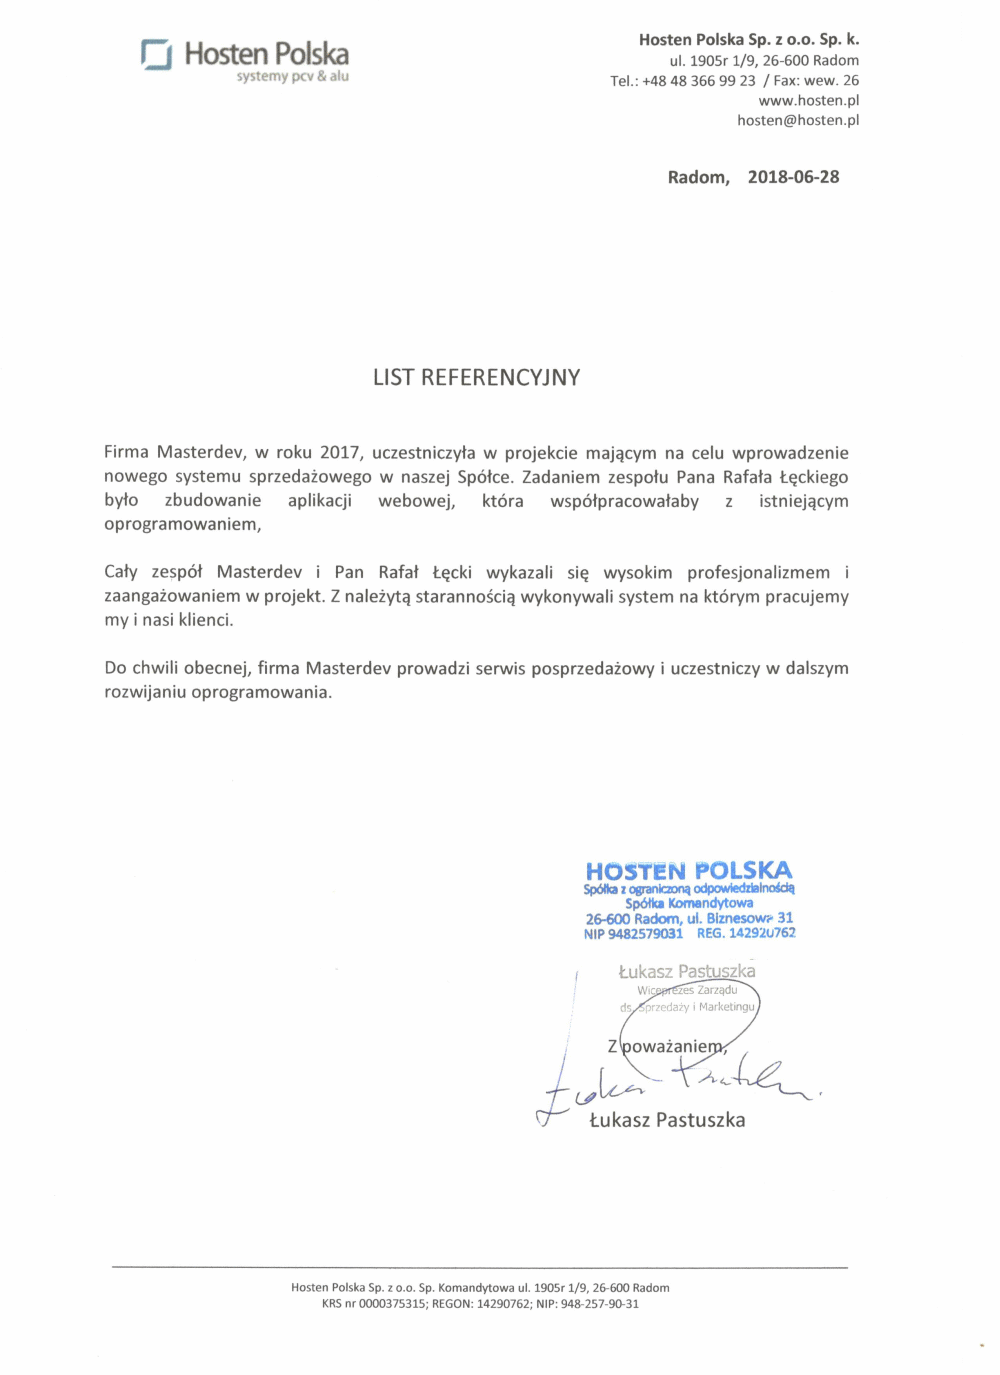 Hosten Polska
systemy pcv & alu
Hosten Polska Sp. z o.o. Sp. k.
ul. 1905r 1/9, 26-600 Radom
Tel.: +48 48 366 99 23 / Fax: wew. 26
www.hosten.pl
hosten@hosten.pl
Radom, 2018-06-28
LIST REFERENCYJNY
Firma Masterdev, w roku 2017, uczestniczyła w projekcie mającym na celu wprowadzenie
nowego systemu sprzedażowego w naszej Spółce. Zadaniem zespołu Pana Rafała Łęckiego
było zbudowanie aplikacji webowej, która współpracowałaby z istniejącym
oprogramowaniem,
Cały zespół Masterdev i Pan Rafał Łęcki wykazali się wysokim profesjonalizmem i
zaangażowaniem w projekt. Z należytą starannością wykonywali system na którym pracujemy
my i nasi klienci.
Do chwili obecnej, firma Masterdev prowadzi serwis posprzedażowy i uczestniczy w dalszym
rozwijaniu oprogramowania.
HOSTEN POLSKA
Spółka z ograniczoną odpowiedzialnością
Spółka Komandytowa
26-600 Radom, ul. Biznesowa 31
NIP 9482579031 REG. 142920762
Łukasz Pastuszka
Wiceprezes Zarządu
ds. Sprzedaży i Marketingu
Z poważaniem,
Łukasz Pastuszka
Hosten Polska Sp. z o.o. Sp. Komandytowa ul. 1905r 1/9, 26-600 Radom
KRS nr 0000375315; REGON: 14290762; NIP: 948-257-90-31